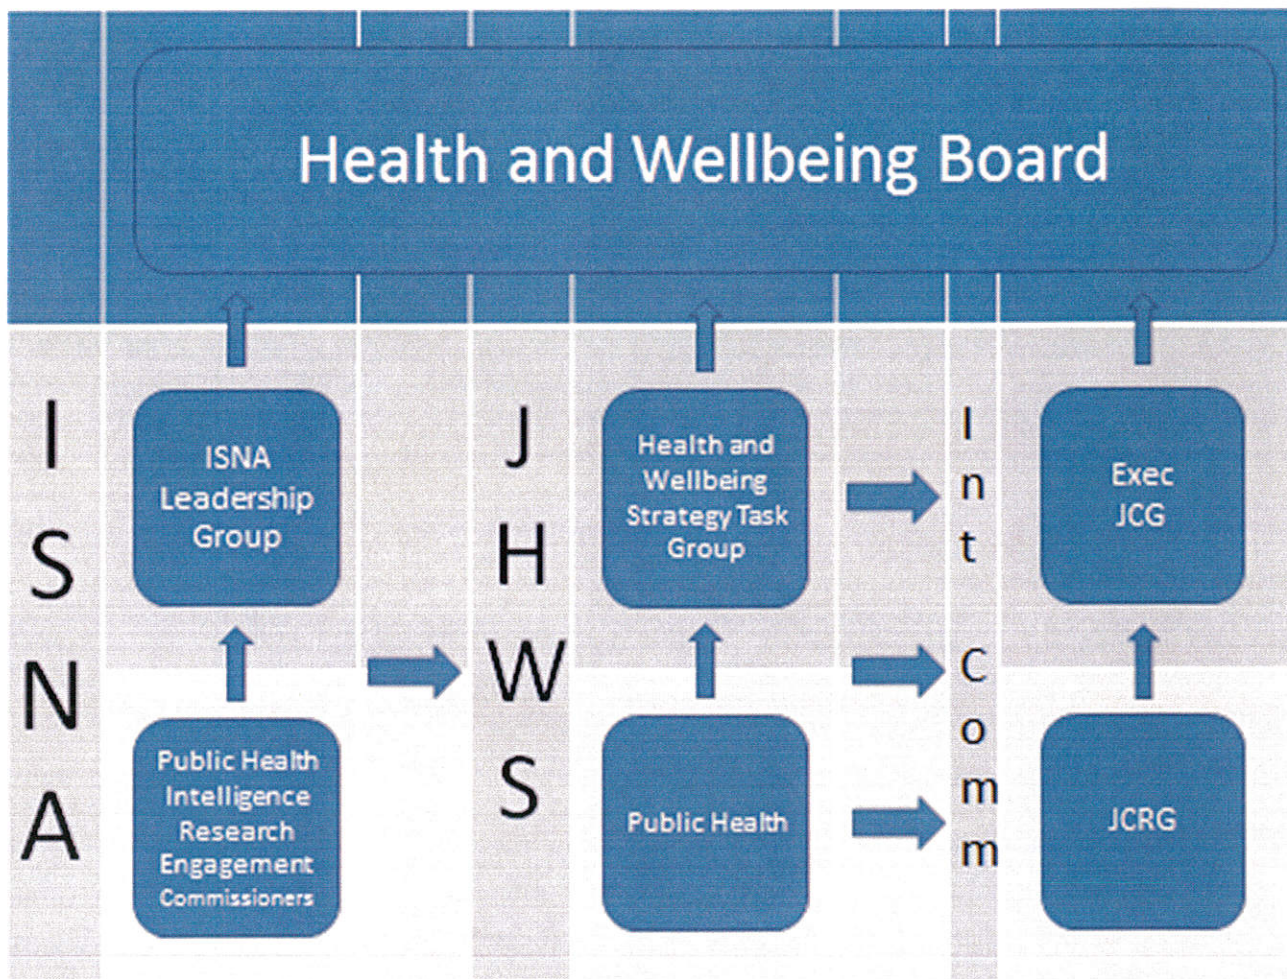 Health and Wellbeing Board
I
S
N
A
ISNA
Leadership
Group
Public Health
Intelligence
Research
Engagement
Commissioners
J
H
W
S
Health and
Wellbeing
Strategy Task
Group
Public Health
I
n
t
C
o
m
m
Exec
JCG
JCRG